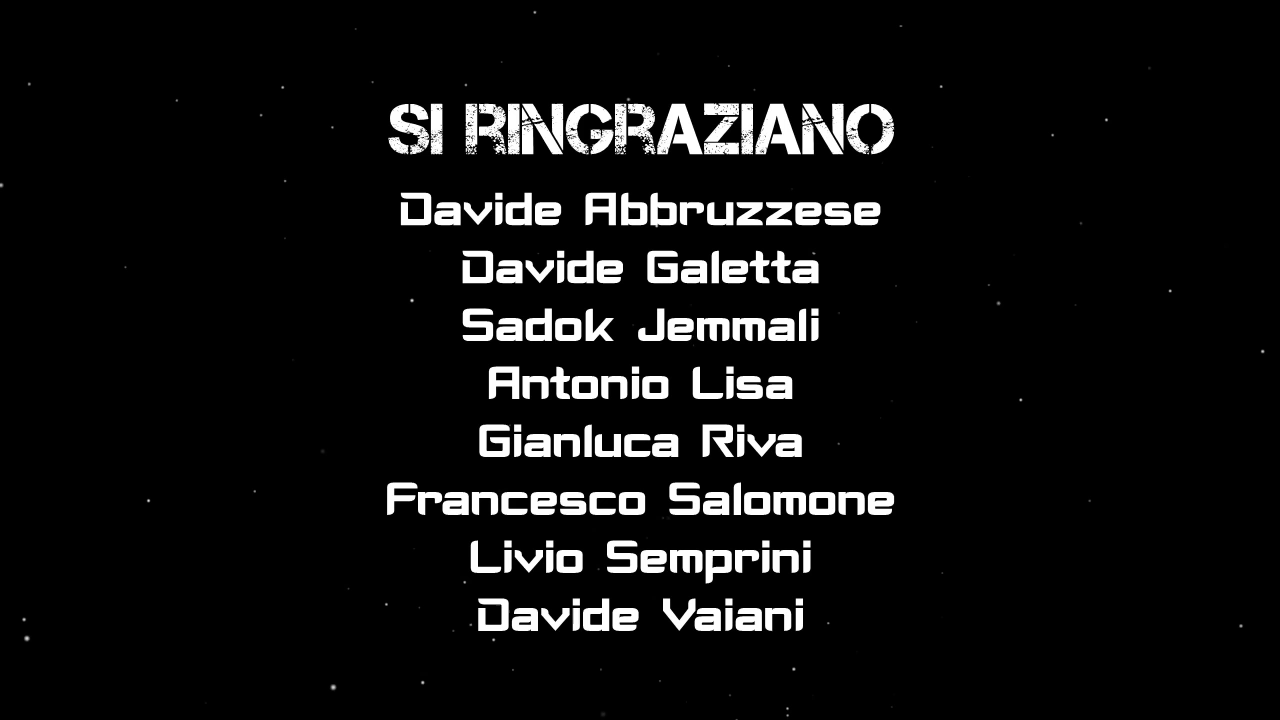 SI RINGRAZIANO
Davide Abbruzzese
Davide Galetta
Sadok Jemmali
Antonio Lisa
Gianluca Riva
Francesco Salomone
Livio Semprini
Davide Vaiani